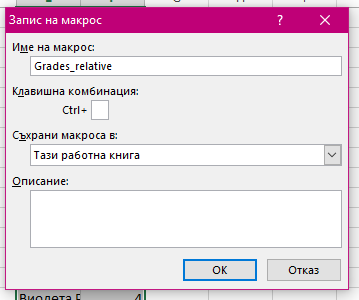 Запис на макрос
Име на макрос:
Grades_relative
Клавишна комбинация:
Ctrl+
Съхрани макроса в:
Тази работна книга
Описание:
OK
Отказ
Виолета 4